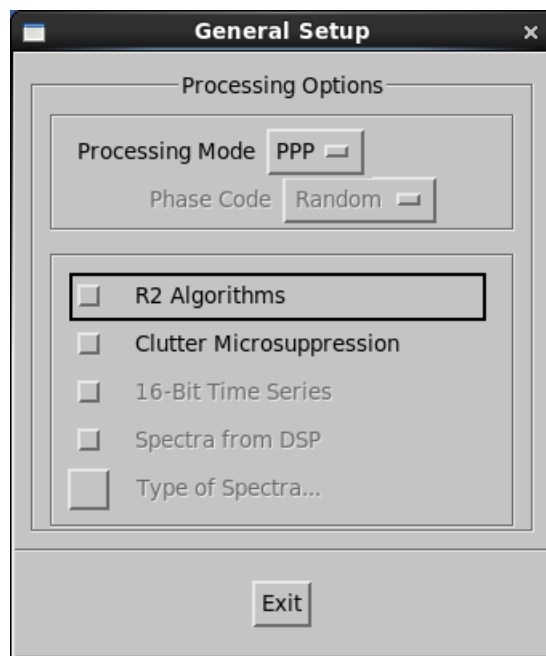 General Setup
Processing Options
Processing Mode PPP
Phase Code Random
R2 Algorithms
Clutter Microsuppression
16-Bit Time Series
Spectra from DSP
Type of Spectra...
Exit